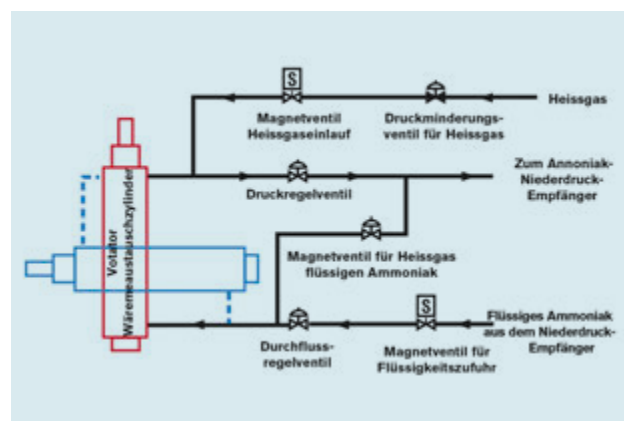 S
Heissgas
Magnetventil
Heissgaseinlauf
Druckminderungs-
ventil für Heissgas
Zum Annoniak-
Niederdruck-
Empfänger
Druckregelventil
Votator
Wäremeaustauschzylinder
Magnetventil für Heissgas
flüssigen Ammoniak
S
Flüssiges Ammoniak
aus dem Niederdruck-
Empfänger
Durchfluss-
regelventil
Magnetventil für
Flüssigkeitszufuhr